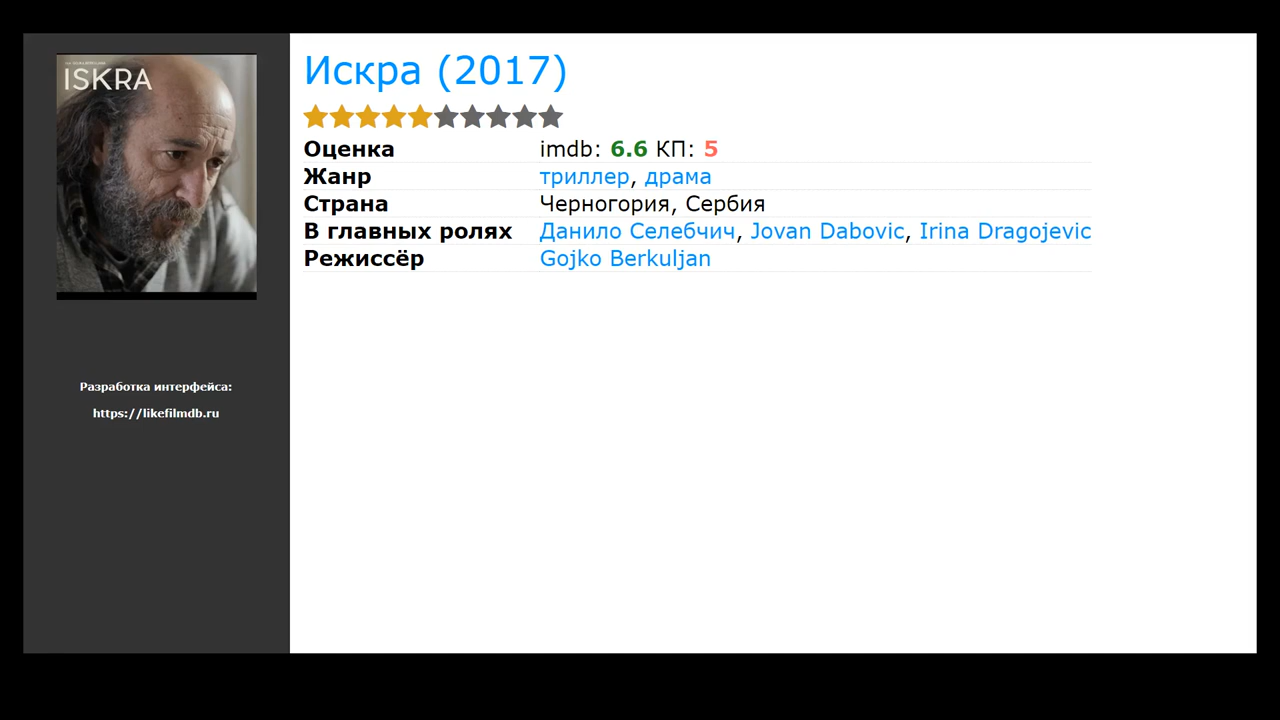 ISKRA
Искра (2017)
Оценка imdb: 6.6 КП: 5
Жанр триллер, драма
Страна Черногория, Сербия
В главных ролях Данило Селебчич, Jovan Dabovic, Irina Dragojevic
Режиссёр Gojko Berkuljan
Разработка интерфейса:
https://likefilmdb.ru